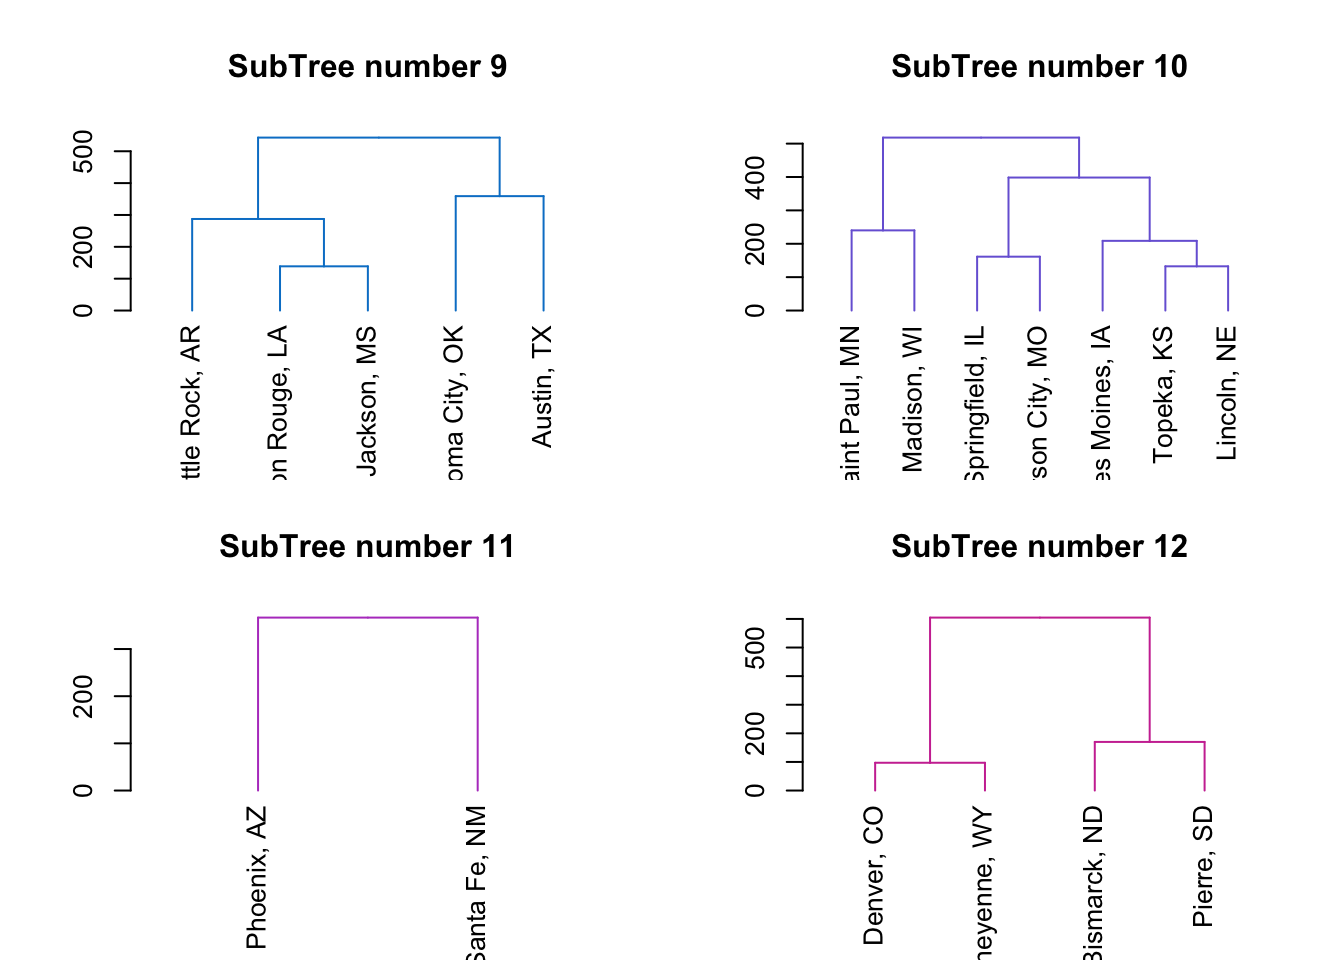 SubTree number 9
500
200
0
ttle Rock, AR
on Rouge, LA
Jackson, MS
oma City, OK
Austin, TX
SubTree number 10
400
200
0
aint Paul, MN
Madison, WI
Springfield, IL
rson City, MO
es Moines, IA
Topeka, KS
Lincoln, NE
SubTree number 11
200
0
Phoenix, AZ
Santa Fe, NM
SubTree number 12
500
200
0
Denver, CO
heyenne, WY
Bismarck, ND
Pierre, SD